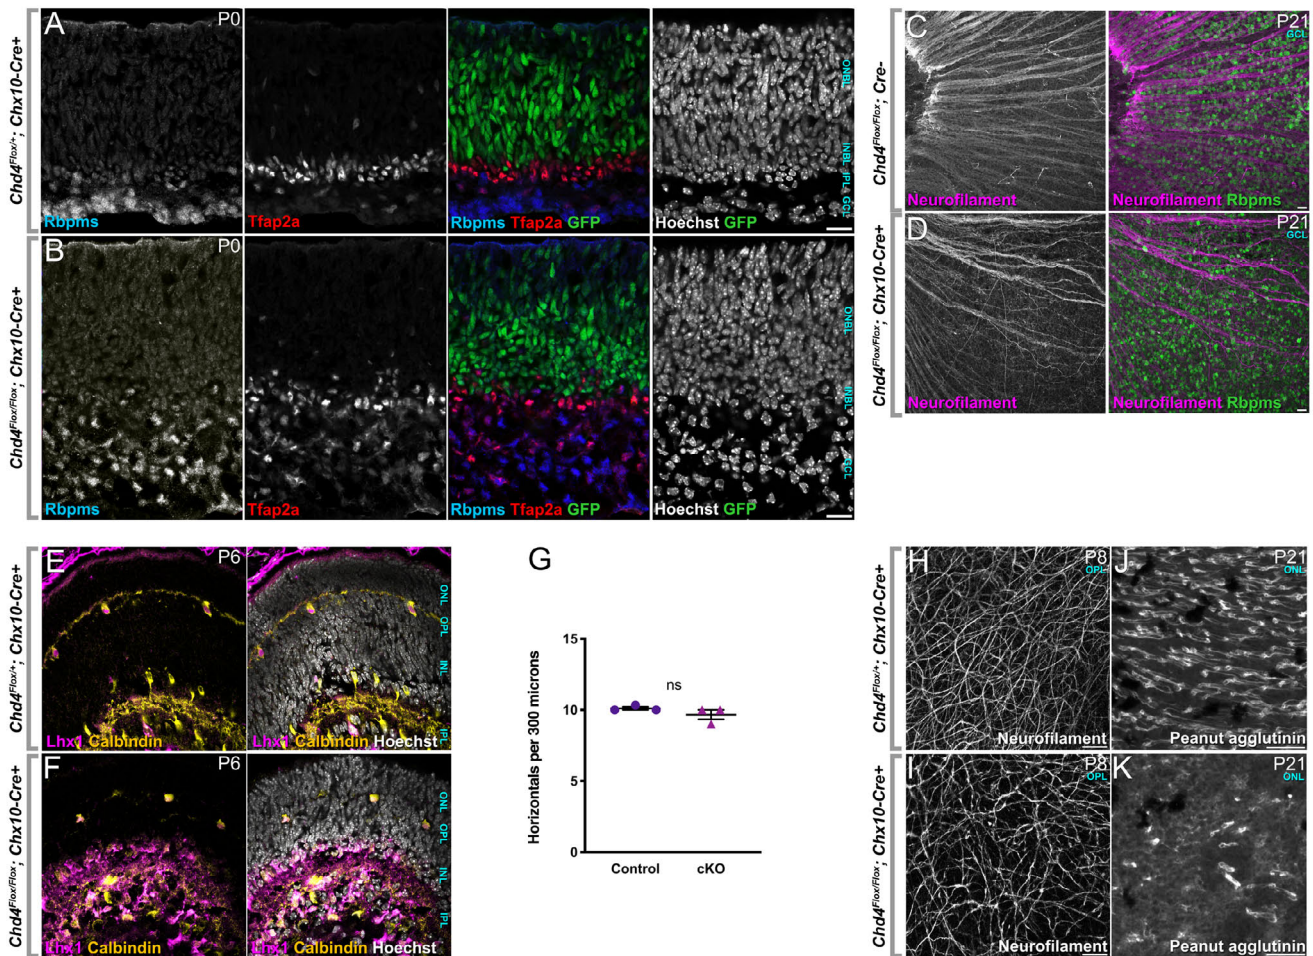 Chd4Flox/+; Chx10-Cre+
A
P0
Rbpms
Tfap2a
Rbpms Tfap2a GFP
Hoechst GFP
ONBL
INBL
IPL
GCL
Chd4Flox/Flox; Chx10-Cre+
B
P0
Rbpms
Tfap2a
Rbpms Tfap2a GFP
Hoechst GFP
ONBL
INBL
GCL
Chd4Flox/Flox; Cre-
C
P21
GCL
Neurofilament
Neurofilament Rbpms
Chd4Flox/Flox; Chx10-Cre+
D
P21
GCL
Neurofilament
Neurofilament Rbpms
Chd4Flox/+; Chx10-Cre+
E
P6
Lhx1 Calbindin
Lhx1 Calbindin Hoechst
ONL
OPL
INL
IPL
Chd4Flox/Flox; Chx10-Cre+
F
P6
Lhx1 Calbindin
Lhx1 Calbindin Hoechst
ONL
OPL
INL
IPL
G
Horizontals per 300 microns
15
10
5
0
ns
Control
cKO
Chd4Flox/+; Chx10-Cre+
H
P8
OPL
Neurofilament
J
P21
ONL
Peanut agglutinin
Chd4Flox/Flox; Chx10-Cre+
I
P8
OPL
Neurofilament
K
P21
ONL
Peanut agglutinin